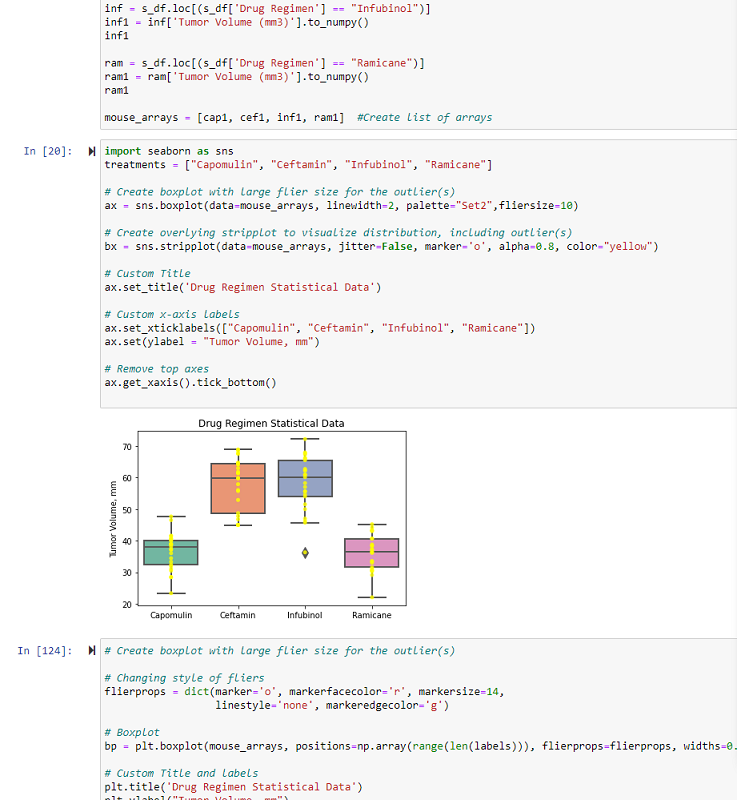 inf = s_df.loc[(s_df['Drug Regimen'] == "Infubinol")]
inf1 = inf['Tumor Volume (mm3)'].to_numpy()
inf1
ram = s_df.loc[(s_df['Drug Regimen'] == "Ramicane")]
ram1 = ram['Tumor Volume (mm3)'].to_numpy()
ram1
mouse_arrays = [cap1, cef1, inf1, ram1]  #Create list of arrays
In [20]:
import seaborn as sns
treatments = ["Capomulin", "Ceftamin", "Infubinol", "Ramicane"]
# Create boxplot with large flier size for the outlier(s)
ax = sns.boxplot(data=mouse_arrays, linewidth=2, palette="Set2",fliersize=10)
# Create overlying stripplot to visualize distribution, including outlier(s)
bx = sns.stripplot(data=mouse_arrays, jitter=False, marker='o', alpha=0.8, color="yellow")
# Custom Title
ax.set_title('Drug Regimen Statistical Data')
# Custom x-axis labels
ax.set_xticklabels(["Capomulin", "Ceftamin", "Infubinol", "Ramicane"])
ax.set(ylabel = "Tumor Volume, mm")
# Remove top axes
ax.get_xaxis().tick_bottom()
Drug Regimen Statistical Data
Tumor Volume, mm
70
60
50
40
30
20
Capomulin Ceftamin Infubinol Ramicane
In [124]:
# Create boxplot with large flier size for the outlier(s)
# Changing style of fliers
flierprops = dict(marker='o', markerfacecolor='r', markersize=14,
linestyle='none', markeredgecolor='g')
# Boxplot
bp = plt.boxplot(mouse_arrays, positions=np.array(range(len(labels))), flierprops=flierprops, widths=0.
# Custom Title and labels
plt.title('Drug Regimen Statistical Data')
plt.ylabel("Tumor Volume, mm")